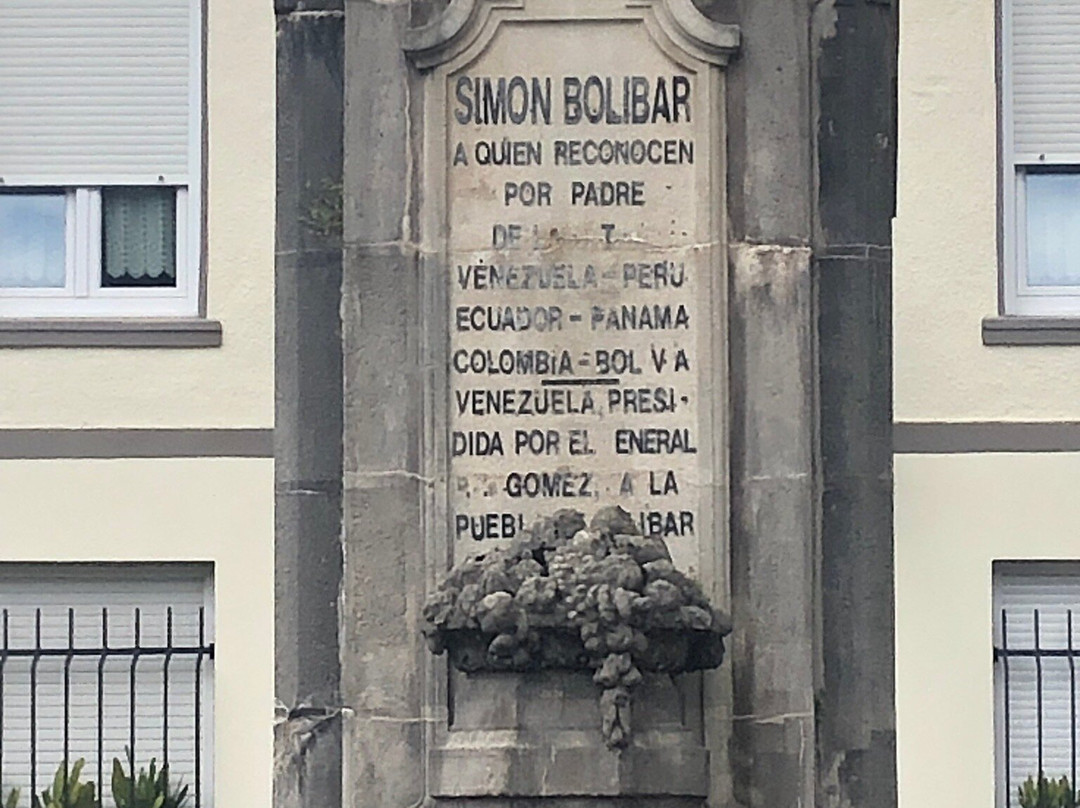 SIMON BOLIBAR
A QUIEN RECONOCEN
POR PADRE
DE
VENEZUELA - PERU
ECUADOR - PANAMA
COLOMBIA - BOL V A
VENEZUELA, PRESI-
DIDA POR EL ENERAL
GOMEZ, A LA